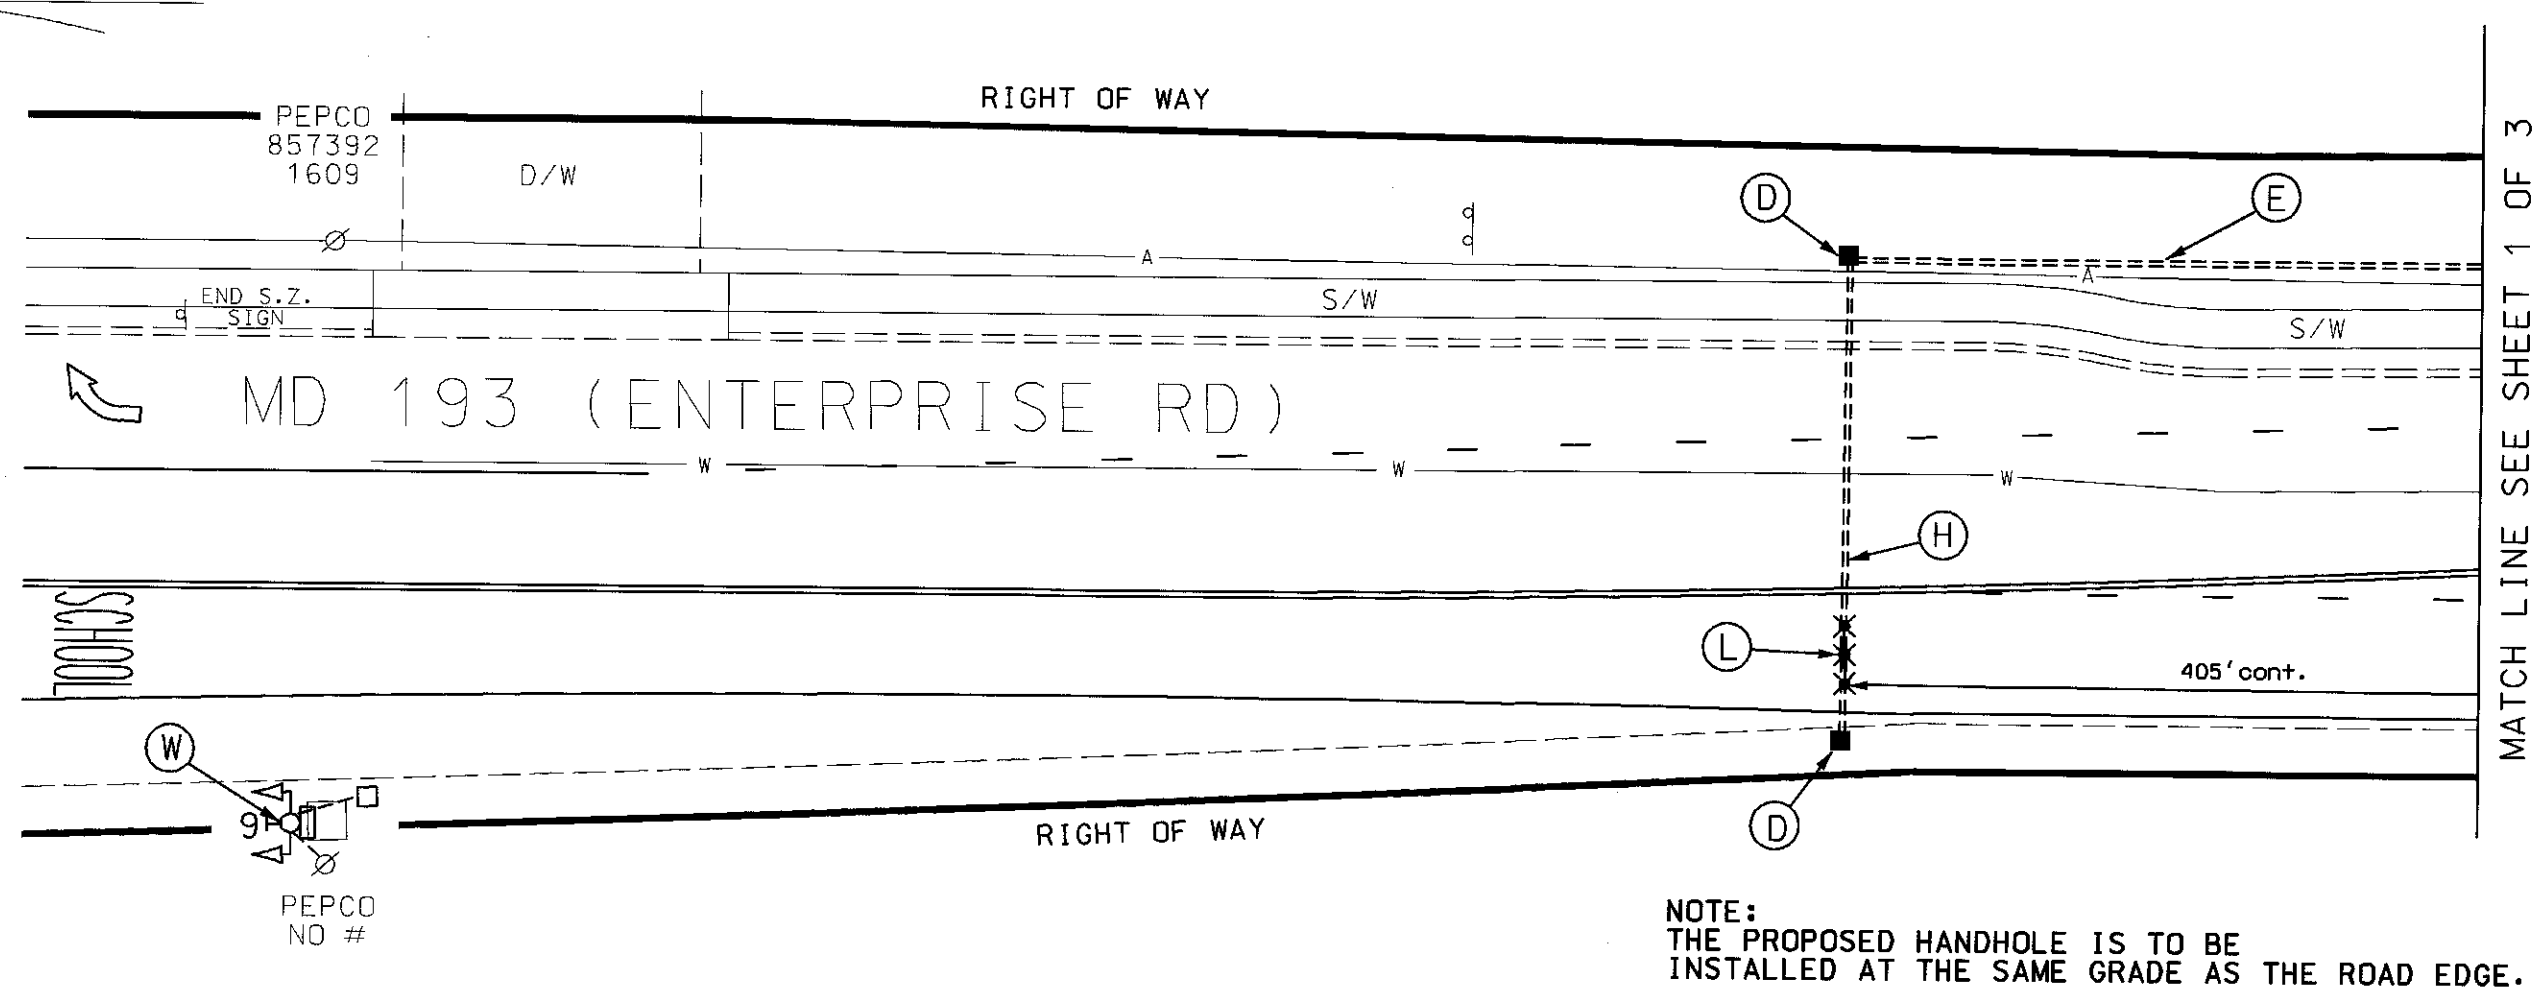 RIGHT OF WAY
PEPCO
857392
1609
D/W
D
E
A
A
END S.Z.
SIGN
S/W
S/W
MD 193 (ENTERPRISE RD)
W
W
W
H
SCHOOL
L
405' cont.
W
9
D
RIGHT OF WAY
PEPCO
NO #
NOTE:
THE PROPOSED HANDHOLE IS TO BE
INSTALLED AT THE SAME GRADE AS THE ROAD EDGE.
MATCH LINE SEE SHEET 1 OF 3